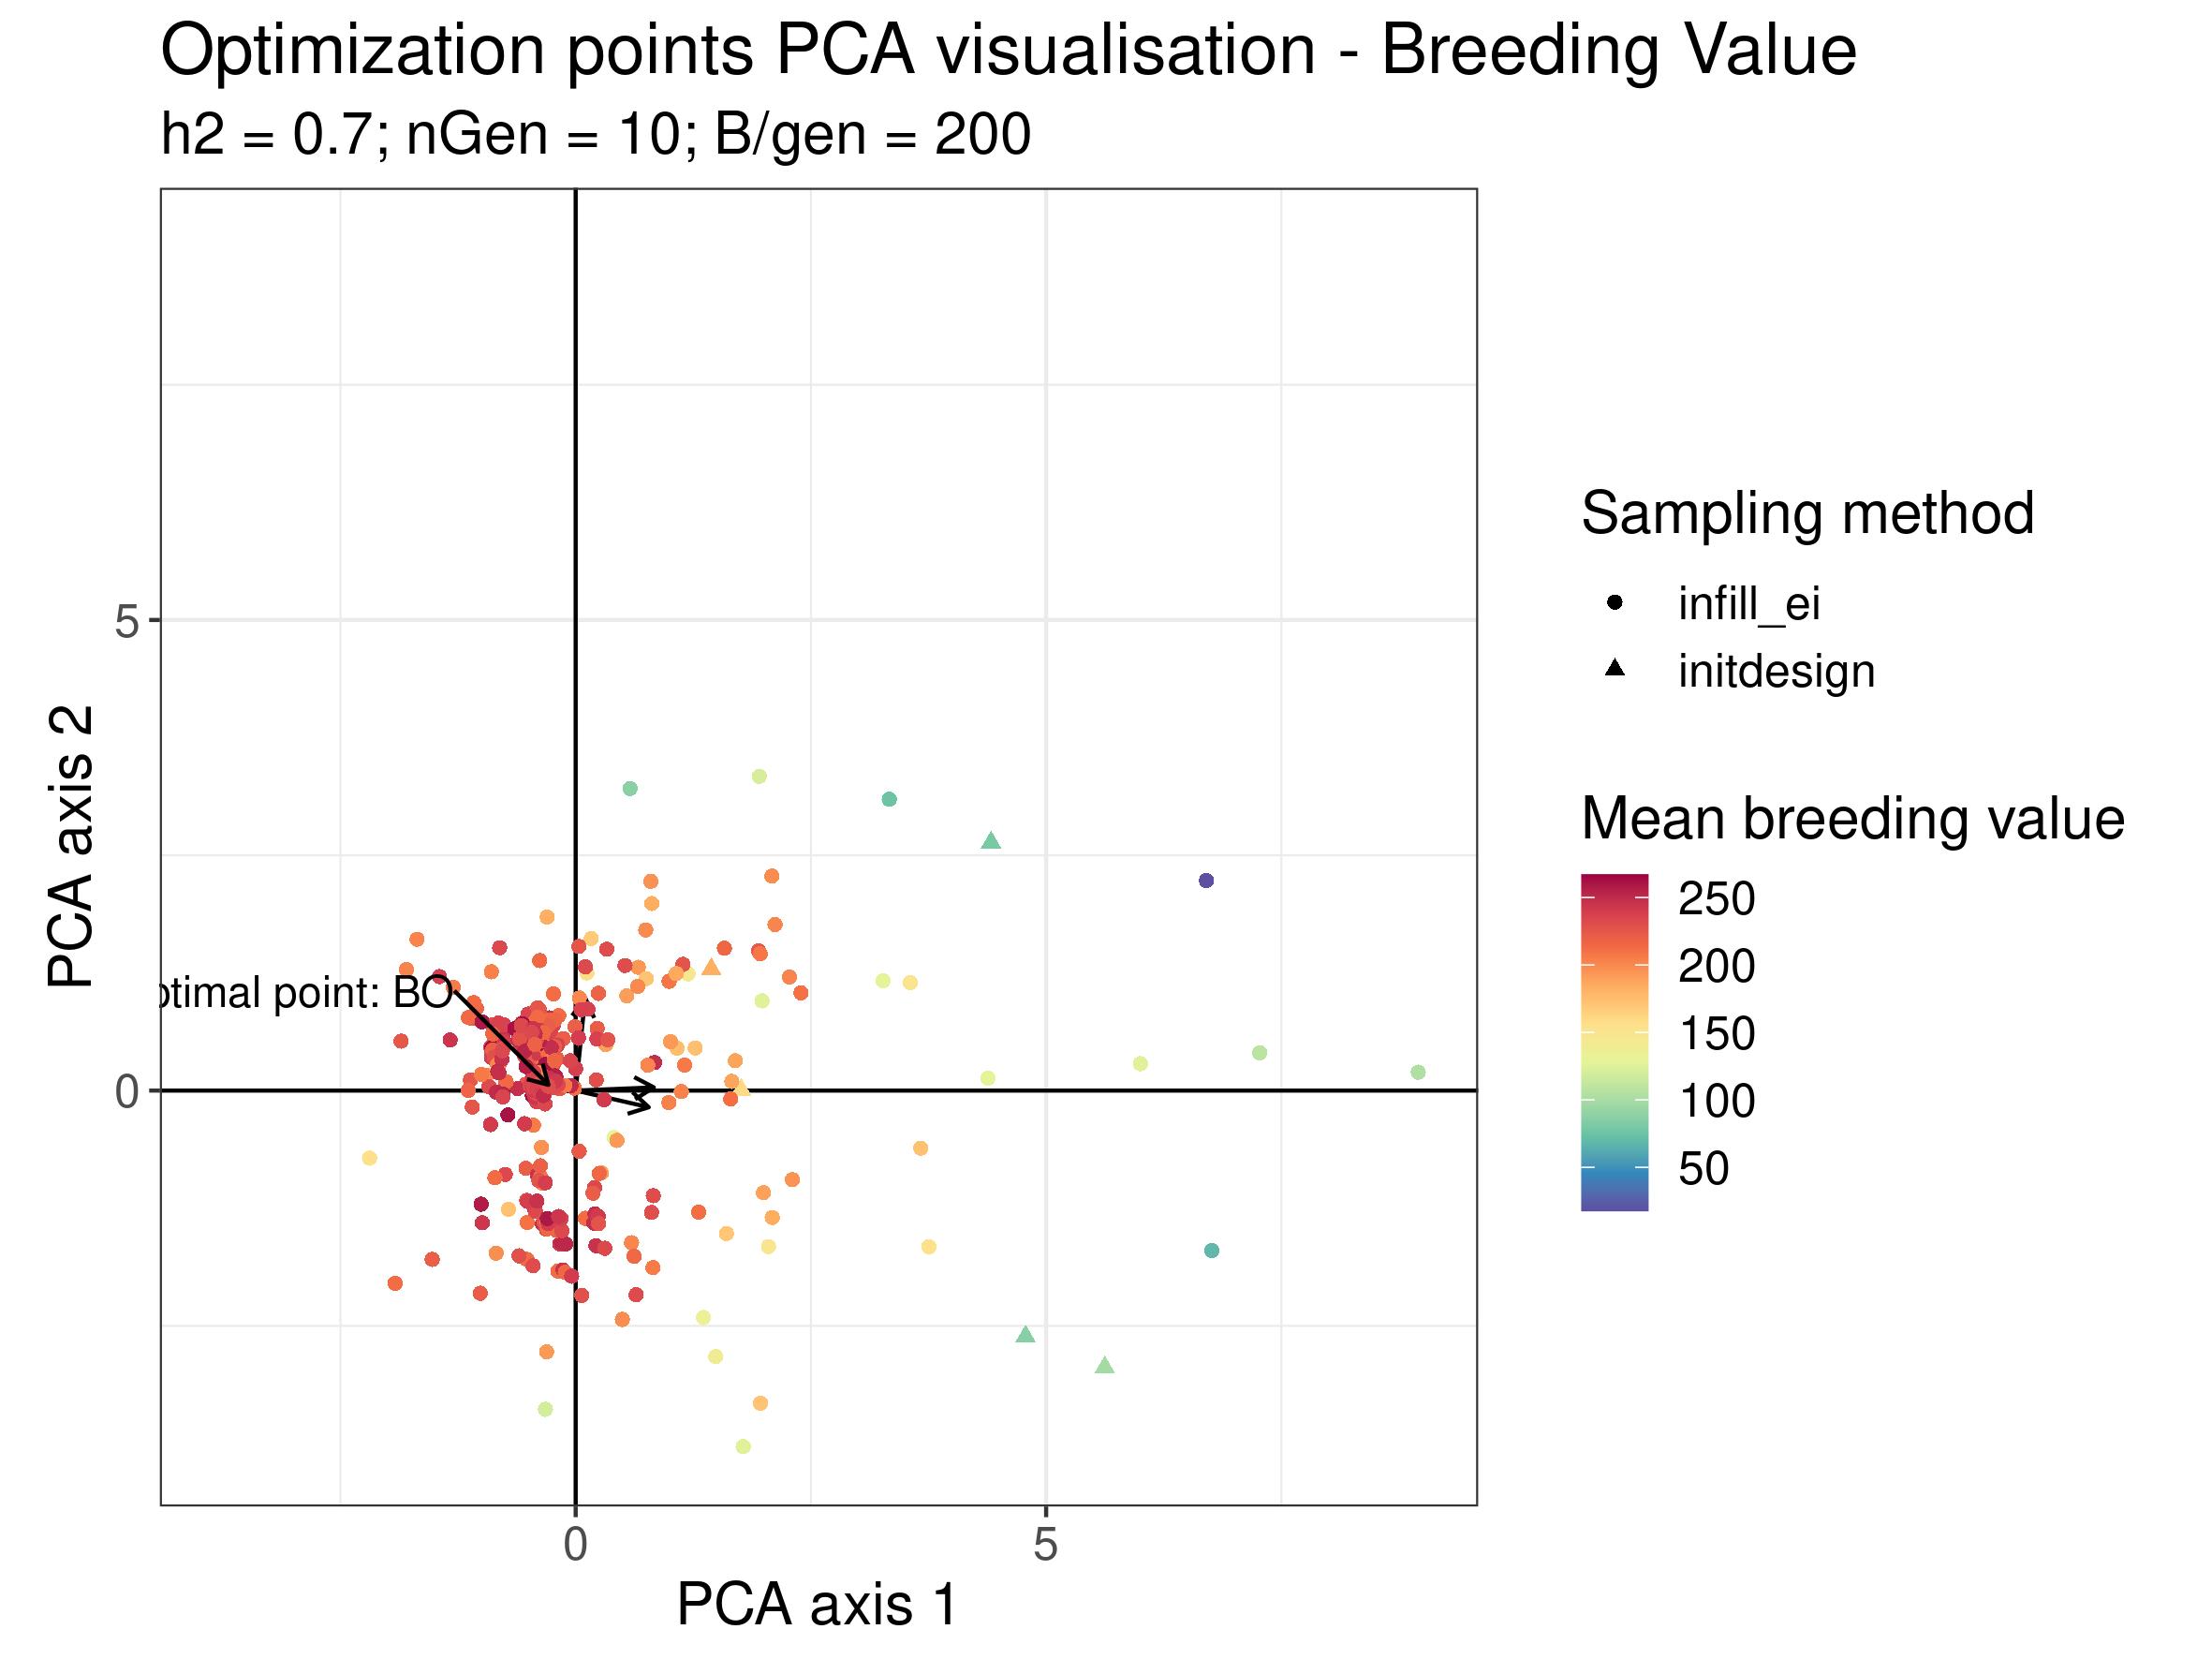 Optimization points PCA visualisation - Breeding Value
h2 = 0.7; nGen = 10; B/gen = 200
PCA axis 2
5
0
ptimal point: BO
0
5
PCA axis 1
Sampling method
infill_ei
initdesign
Mean breeding value
250
200
150
100
50